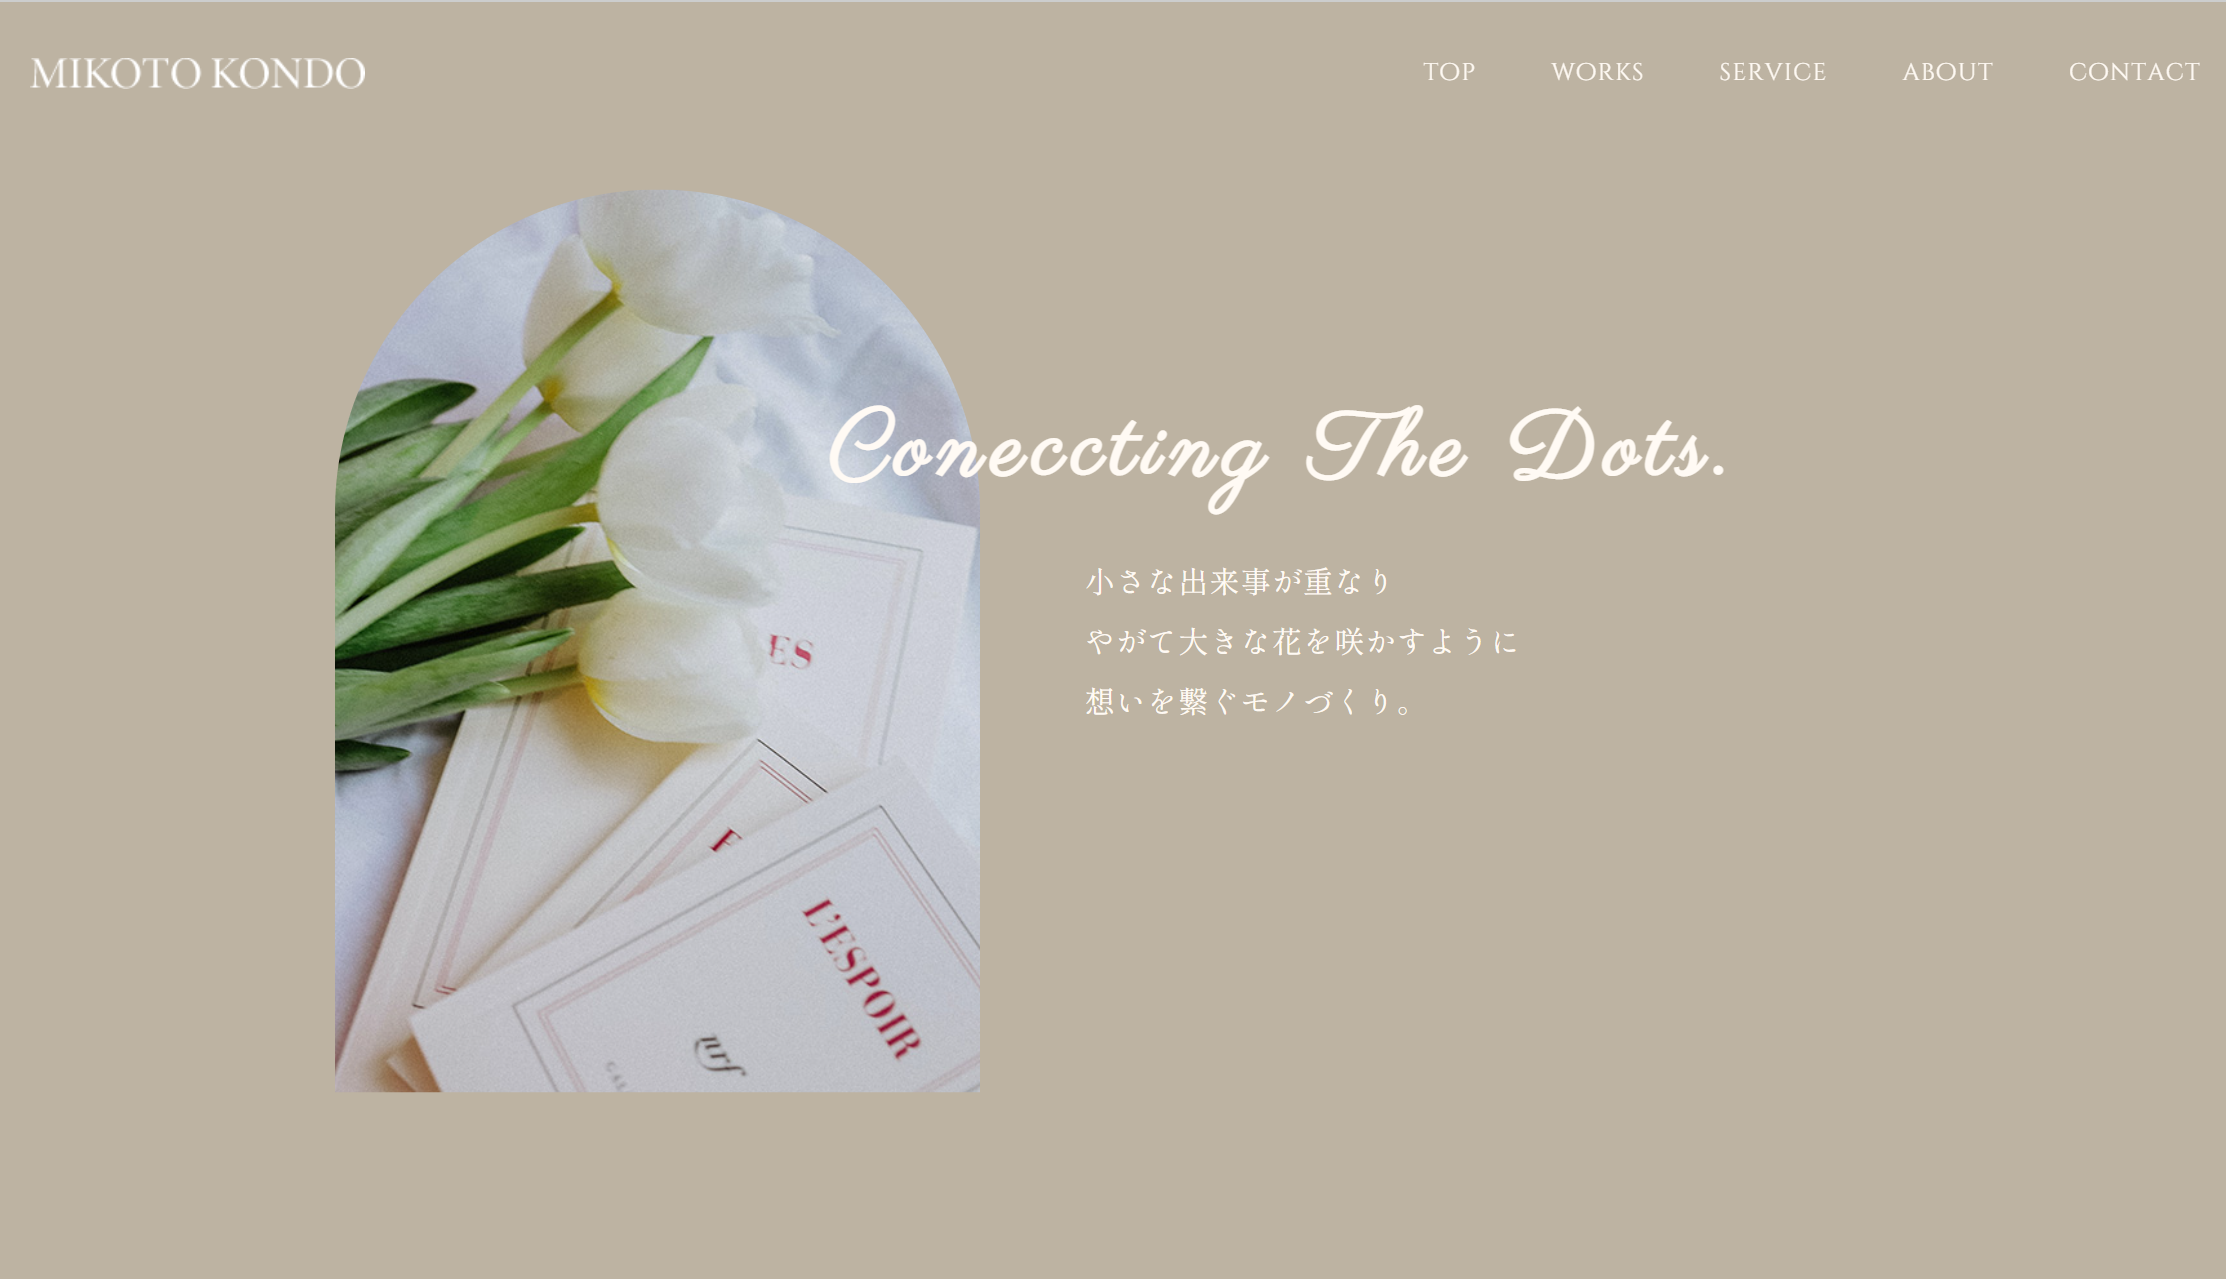 MIKOTO KONDO
TOP WORKS SERVICE ABOUT CONTACT
Coneccting The Dots.
小さな出来事が重なり
やがて大きな花を咲かすように
想いを繋ぐモノづくり。
ES
F
L'ESPOIR
nrf